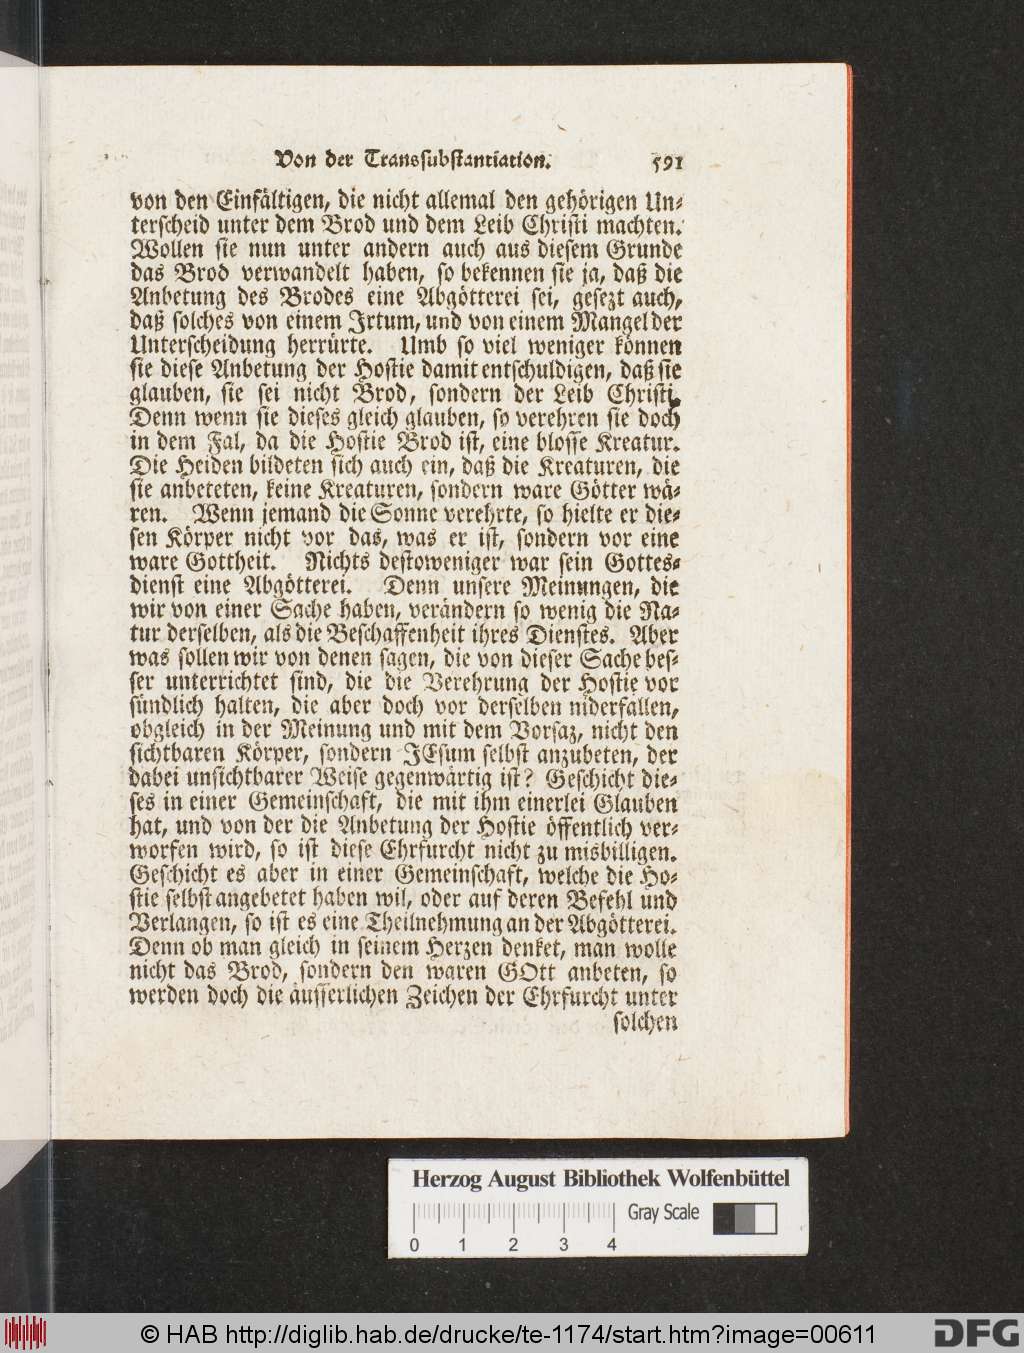 Von der Transsubstantiation. 591
von den Einfältigen, die nicht allemal den gehörigen Un-
terscheid unter dem Brod und dem Leib Christi machten.
Wollen sie nun unter andern auch aus diesem Grunde
das Brod verwandelt haben, so bekennen sie ja, daß die
Anbetung des Brodes eine Abgötterei sei, gesezt auch,
daß solches von einem Irtum, und von einem Mangel der
Unterscheidung herrürte. Umb so viel weniger können
sie diese Anbetung der Hostie damit entschuldigen, daß sie
glauben, sie sei nicht Brod, sondern der Leib Christi.
Denn wenn sie dieses gleich glauben, so verehren sie doch
in dem Fal, da die Hostie Brod ist, eine blosse Kreatur.
Die Heiden bildeten sich auch ein, daß die Kreaturen, die
sie anbeteten, keine Kreaturen, sondern ware Götter wä-
ren. Wenn jemand die Sonne verehrte, so hielte er die-
sen Körper nicht vor das, was er ist, sondern vor eine
ware Gottheit. Nichts destoweniger war sein Gottes-
dienst eine Abgötterei. Denn unsere Meinungen, die
wir von einer Sache haben, verändern so wenig die Na-
tur derselben, als die Beschaffenheit ihres Dienstes. Aber
was sollen wir von denen sagen, die von dieser Sache bes-
ser unterrichtet sind, die die Verehrung der Hostie vor
sündlich halten, die aber doch vor derselben niderfallen,
obgleich in der Meinung und mit dem Vorsaz, nicht den
sichtbaren Körper, sondern JEsum selbst anzubeten, der
dabei unsichtbarer Weise gegenwärtig ist? Geschicht die-
ses in einer Gemeinschaft, die mit ihm einerlei Glauben
hat, und von der die Anbetung der Hostie öffentlich ver-
worfen wird, so ist diese Ehrfurcht nicht zu misbilligen.
Geschicht es aber in einer Gemeinschaft, welche die Ho-
stie selbst angebetet haben wil, oder auf deren Befehl und
Verlangen, so ist es eine Theilnehmung an der Abgötterei.
Denn ob man gleich in seinem Herzen denket, man wolle
nicht das Brod, sondern den waren GOtt anbeten, so
werden doch die äusserlichen Zeichen der Ehrfurcht unter
solchen
Herzog August Bibliothek Wolfenbüttel
Gray Scale
0 1 2 3 4
© HAB http://diglib.hab.de/drucke/te-1174/start.htm?image=00611
DFG